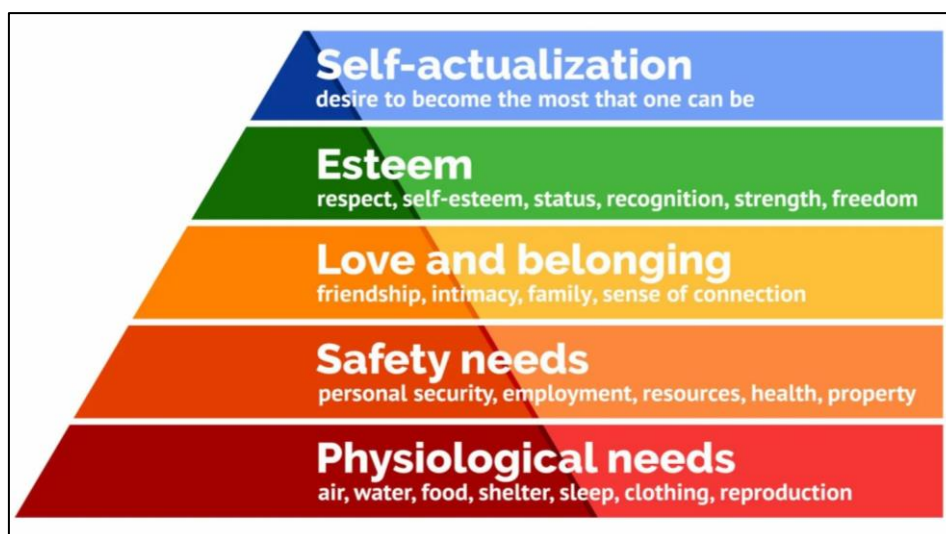 Self-actualization
desire to become the most that one can be
Esteem
respect, self-esteem, status, recognition, strength, freedom
Love and belonging
friendship, intimacy, family, sense of connection
Safety needs
personal security, employment, resources, health, property
Physiological needs
air, water, food, shelter, sleep, clothing, reproduction